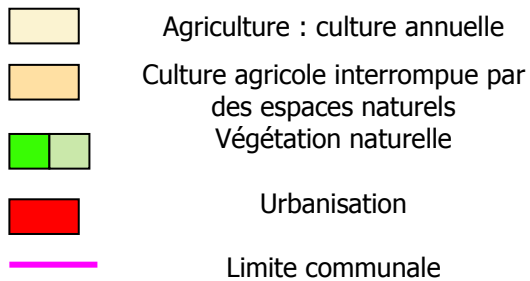 Agriculture : culture annuelle
Culture agricole interrompue par
des espaces naturels
Végétation naturelle
Urbanisation
Limite communale